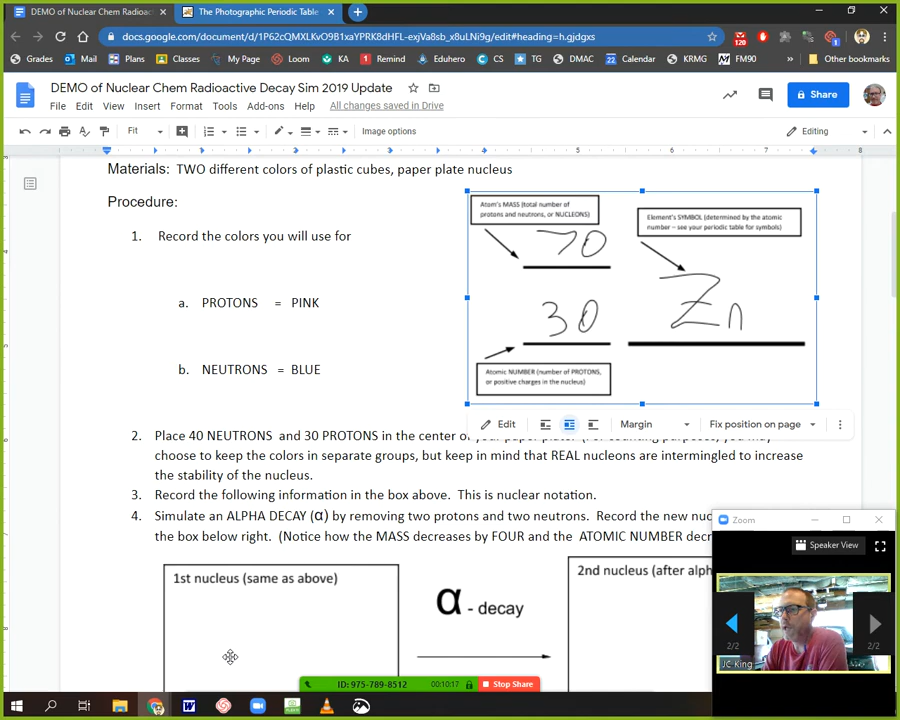 DEMO of Nuclear Chem Radioac
The Photographic Periodic Table
docs.google.com/document/d/1P62cQMXLKvO9B1xaYPRK8dHFL-exjVa8sb_x8uLNi9g/edit#heading=h.gjdgxs
Grades Mail Plans Classes My Page Loom KA Remind Eduhero CS TG DMAC Calendar KRMG FM90 Other bookmarks
DEMO of Nuclear Chem Radioactive Decay Sim 2019 Update
File Edit View Insert Format Tools Add-ons Help All changes saved in Drive
Share
Fit Image options Editing
Materials: TWO different colors of plastic cubes, paper plate nucleus
Procedure:
1. Record the colors you will use for
a. PROTONS = PINK
b. NEUTRONS = BLUE
Atom's MASS (total number of
protons and neutrons, or NUCLEONS)
Element's SYMBOL (determined by the atomic
number – see your periodic table for symbols)
70
30
Zn
Atomic NUMBER (number of PROTONS,
or positive charges in the nucleus)
Edit Margin Fix position on page
2. Place 40 NEUTRONS and 30 PROTONS in the center of your paper plate. (For counting purposes, you may
choose to keep the colors in separate groups, but keep in mind that REAL nucleons are intermingled to increase
the stability of the nucleus.
3. Record the following information in the box above. This is nuclear notation.
4. Simulate an ALPHA DECAY (α) by removing two protons and two neutrons. Record the new nuc
the box below right. (Notice how the MASS decreases by FOUR and the ATOMIC NUMBER decr
1st nucleus (same as above)
α - decay
2nd nucleus (after alph
Zoom
Speaker View
2/2
2/2
JC King
ID: 975-789-8512 00:10:17 Stop Share